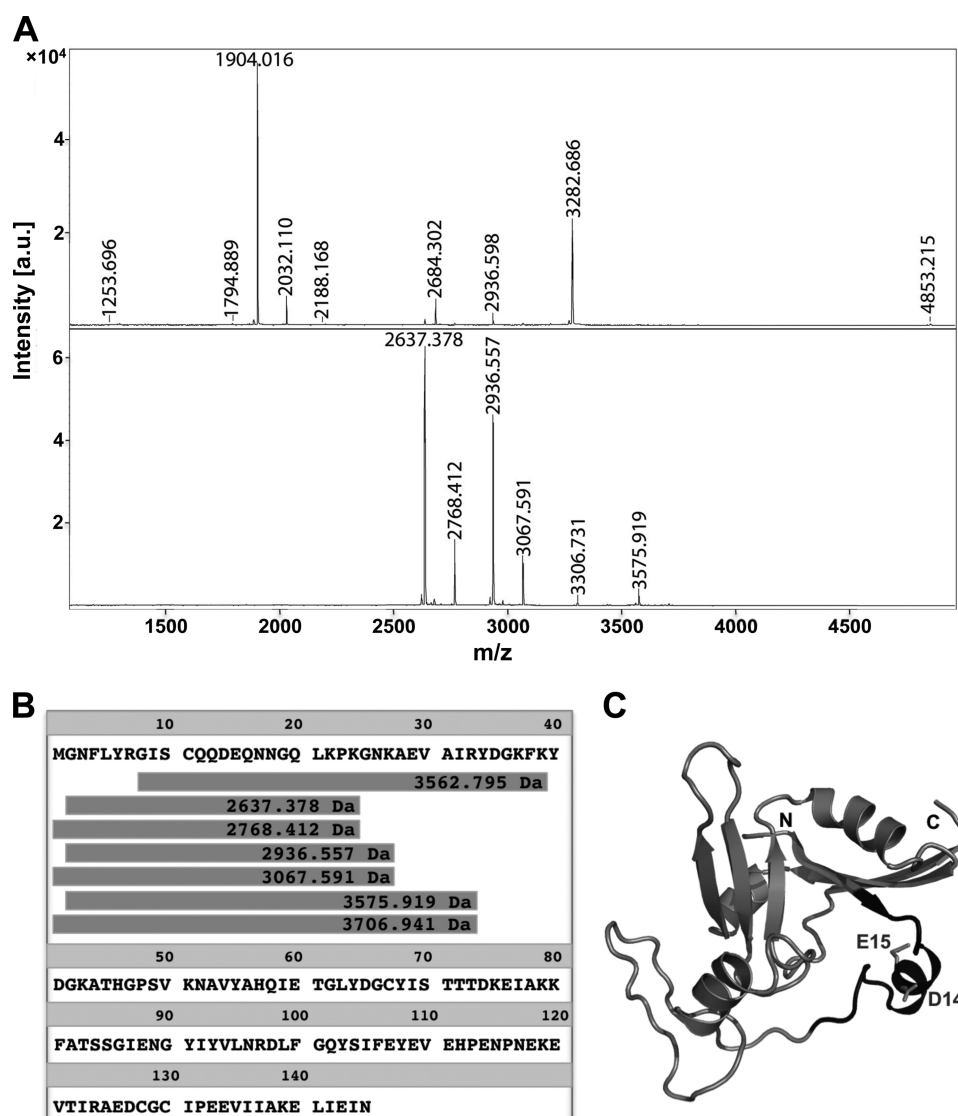 A
×10⁴
1904.016
4
3282.686
2
1253.696
1794.889
2032.110
2188.168
2684.302
2936.598
4853.215
Intensity [a.u.]
2637.378
6
2936.557
4
2768.412
3067.591
2
3306.731
3575.919
1500 2000 2500 3000 3500 4000 4500
m/z
B
10 20 30 40
MGNFLYRGIS CQQDEQNNGQ LKPKGNKAEV AIRYDGKFKY
3562.795 Da
2637.378 Da
2768.412 Da
2936.557 Da
3067.591 Da
3575.919 Da
3706.941 Da
50 60 70 80
DGKATHGPSV KNAVYAHQIE TGLYDGCYIS TTTDKEIAKK
90 100 110 120
FATSSGIENG YIYVLNRDLF GQYSIFEYEV EHPENPNEKE
130 140
VTIRAEDCGC IPEEVIIAKE LIEIN
C
N
C
E15
D14